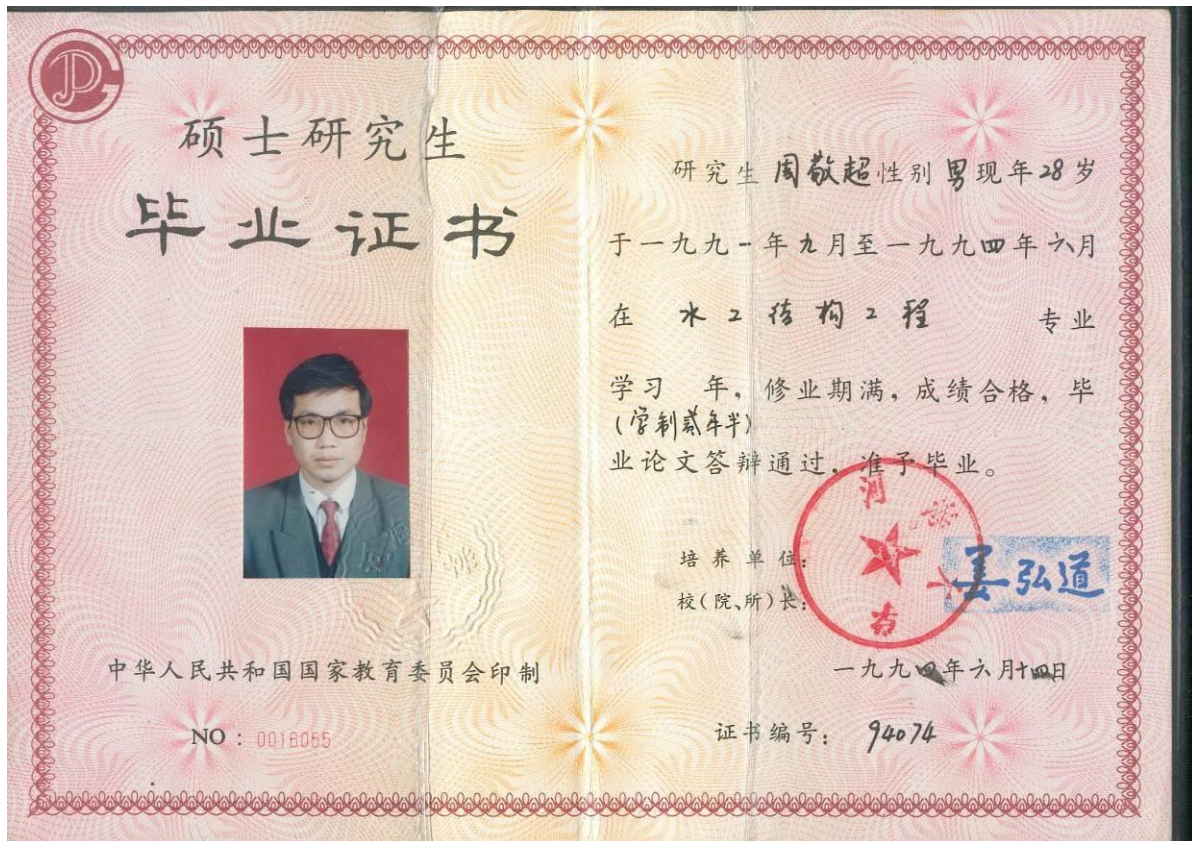 硕士研究生
毕业证书
中华人民共和国国家教育委员会印制
NO：0016055
研究生 周敬超 性别 男 现年 28 岁
于一九九一年九月至一九九四年六月
在 水工结构工程 专业
学习 年，修业期满，成绩合格，毕
(学制贰年半)
业论文答辩通过，准予毕业。
培养单位：
校(院、所)长：
河海大
姜弘道
一九九四年六月十四日
证书编号： 94074